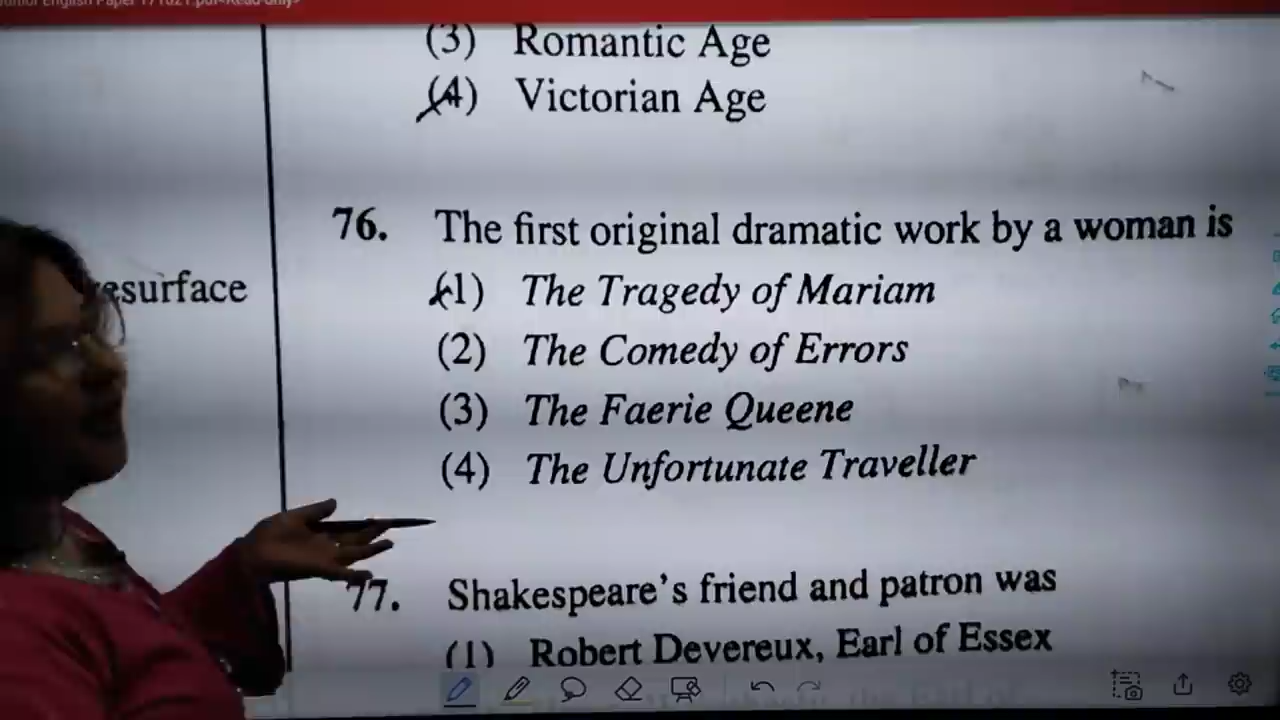 (3) Romantic Age
(4) Victorian Age
esurface
76. The first original dramatic work by a woman is
(1) The Tragedy of Mariam
(2) The Comedy of Errors
(3) The Faerie Queene
(4) The Unfortunate Traveller
77. Shakespeare's friend and patron was
(1) Robert Devereux, Earl of Essex